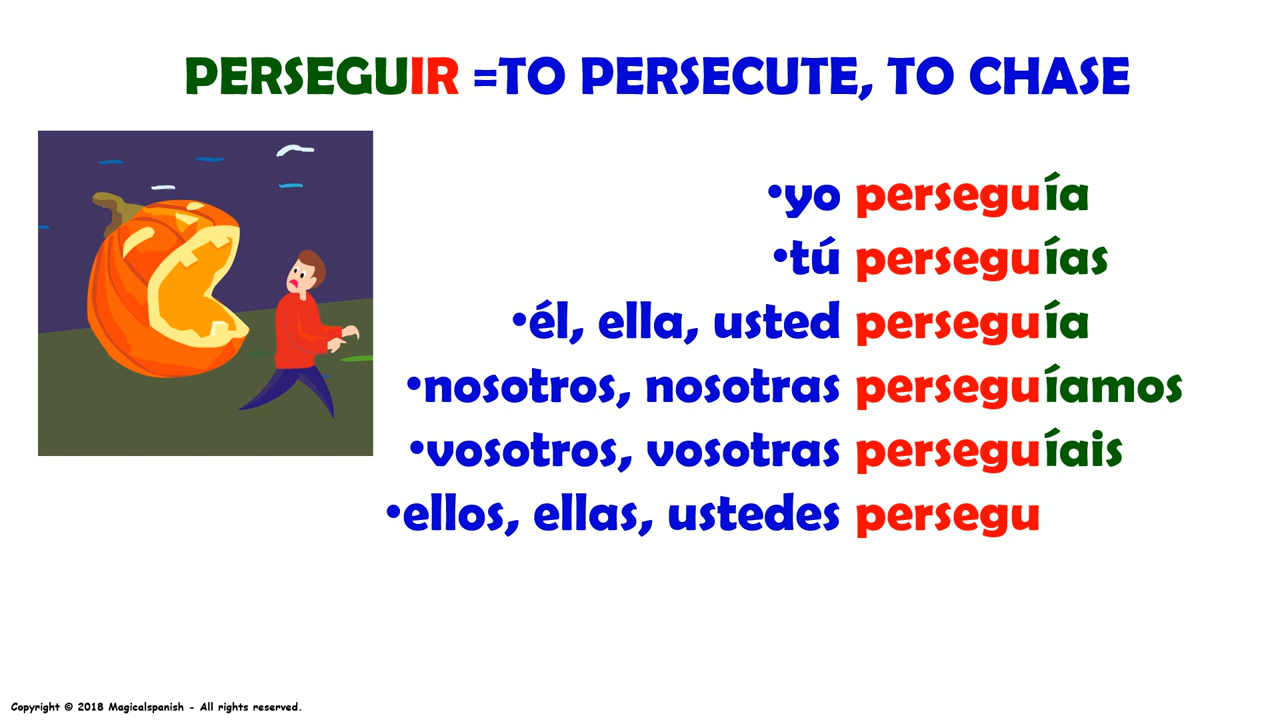 PERSEGUIR =TO PERSECUTE, TO CHASE
•yo perseguía
•tú perseguías
•él, ella, usted perseguía
•nosotros, nosotras perseguíamos
•vosotros, vosotras perseguíais
•ellos, ellas, ustedes persegu
Copyright © 2018 Magicalspanish - All rights reserved.